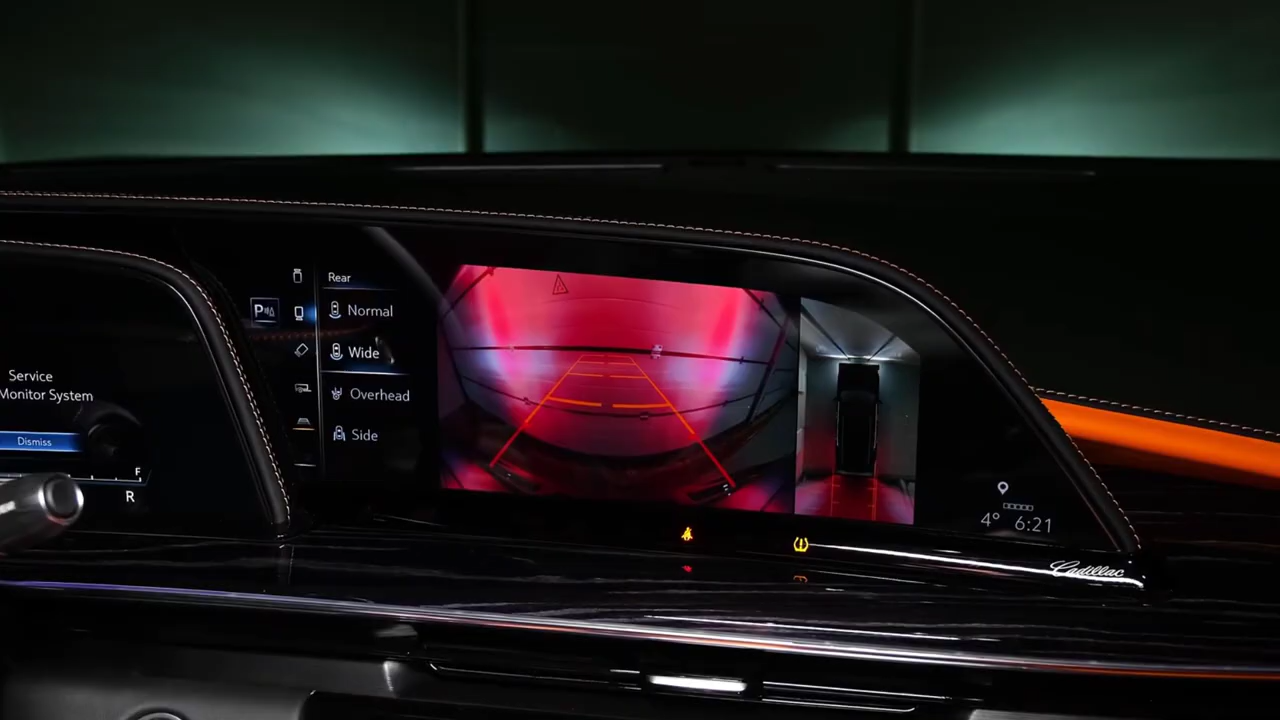 Service
Monitor System
Dismiss
F
R
P
Rear
Normal
Wide
Overhead
Side
4° 6:21
Cadillac